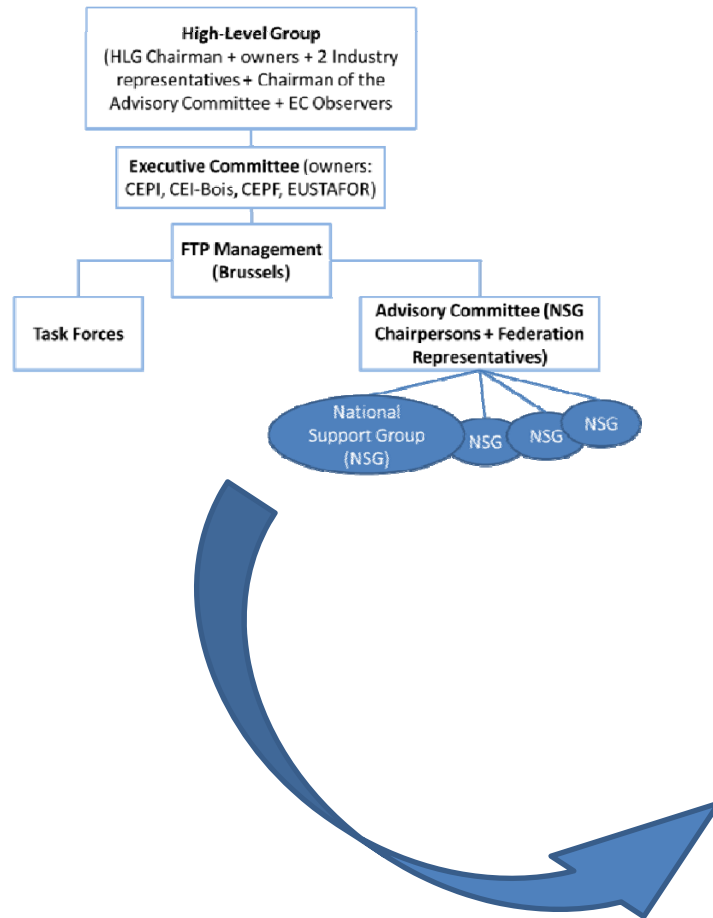 High-Level Group
(HLG Chairman + owners + 2 Industry
representatives + Chairman of the
Advisory Committee + EC Observers
Executive Committee (owners:
CEPI, CEI-Bois, CEPF, EUSTAFOR)
FTP Management
(Brussels)
Task Forces
Advisory Committee (NSG
Chairpersons + Federation
Representatives)
National
Support Group
(NSG)
NSG
NSG
NSG